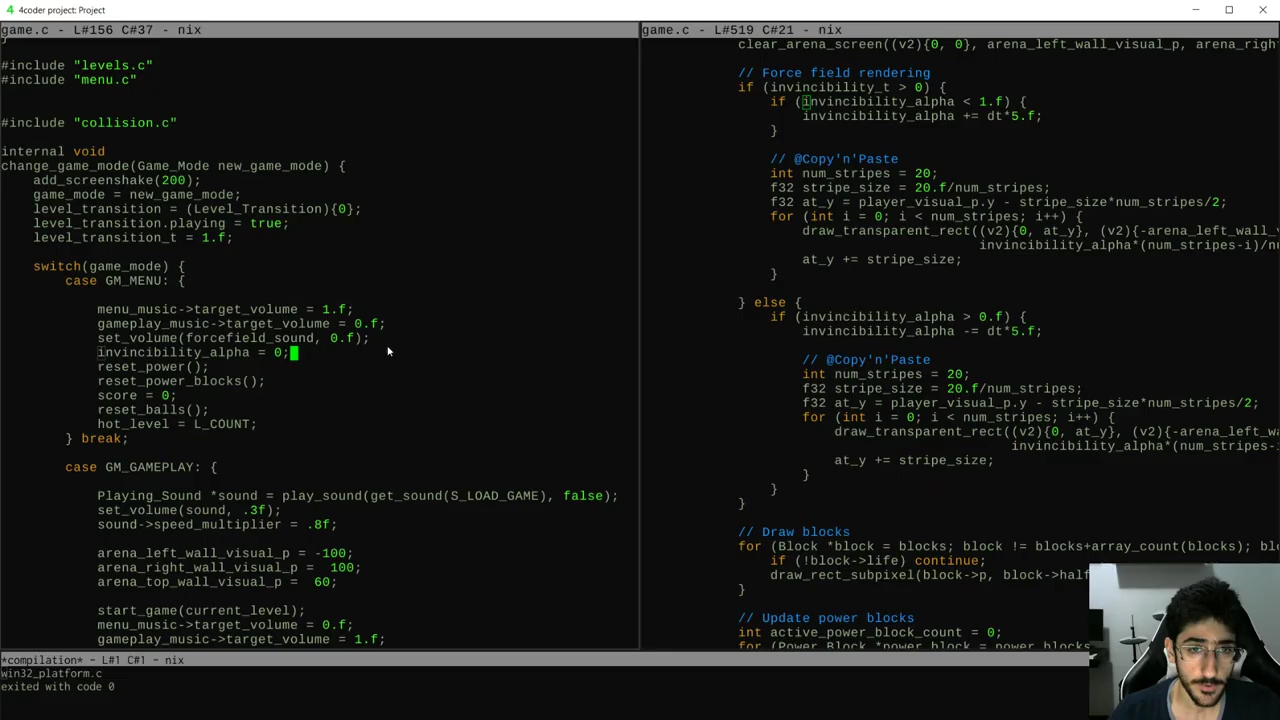 4 4coder project: Project
game.c - L#156 C#37 - nix
}
#include "levels.c"
#include "menu.c"
#include "collision.c"
internal void
change_game_mode(Game_Mode new_game_mode) {
add_screenshake(200);
game_mode = new_game_mode;
level_transition = (Level_Transition){0};
level_transition.playing = true;
level_transition_t = 1.f;
switch(game_mode) {
case GM_MENU: {
menu_music->target_volume = 1.f;
gameplay_music->target_volume = 0.f;
set_volume(forcefield_sound, 0.f);
invincibility_alpha = 0;
reset_power();
reset_power_blocks();
score = 0;
reset_balls();
hot_level = L_COUNT;
} break;
case GM_GAMEPLAY: {
Playing_Sound *sound = play_sound(get_sound(S_LOAD_GAME), false);
set_volume(sound, .3f);
sound->speed_multiplier = .8f;
arena_left_wall_visual_p = -100;
arena_right_wall_visual_p =  100;
arena_top_wall_visual_p =  60;
start_game(current_level);
menu_music->target_volume = 0.f;
gameplay_music->target_volume = 1.f;
game.c - L#519 C#21 - nix
clear_arena_screen((v2){0, 0}, arena_left_wall_visual_p, arena_righ
// Force field rendering
if (invincibility_t > 0) {
if (invincibility_alpha < 1.f) {
invincibility_alpha += dt*5.f;
}
// @Copy'n'Paste
int num_stripes = 20;
f32 stripe_size = 20.f/num_stripes;
f32 at_y = player_visual_p.y - stripe_size*num_stripes/2;
for (int i = 0; i < num_stripes; i++) {
draw_transparent_rect((v2){0, at_y}, (v2){-arena_left_wall_
invincibility_alpha*(num_stripes-i)/nu
at_y += stripe_size;
}
} else {
if (invincibility_alpha > 0.f) {
invincibility_alpha -= dt*5.f;
// @Copy'n'Paste
int num_stripes = 20;
f32 stripe_size = 20.f/num_stripes;
f32 at_y = player_visual_p.y - stripe_size*num_stripes/2;
for (int i = 0; i < num_stripes; i++) {
draw_transparent_rect((v2){0, at_y}, (v2){-arena_left_wa
invincibility_alpha*(num_stripes-i
at_y += stripe_size;
}
}
}
// Draw blocks
for (Block *block = blocks; block != blocks+array_count(blocks); blo
if (!block->life) continue;
draw_rect_subpixel(block->p, block->half
}
// Update power blocks
int active_power_block_count = 0;
for (Power_Block *power_block = power_blocks
*compilation* - L#1 C#1 - nix
win32_platform.c
exited with code 0